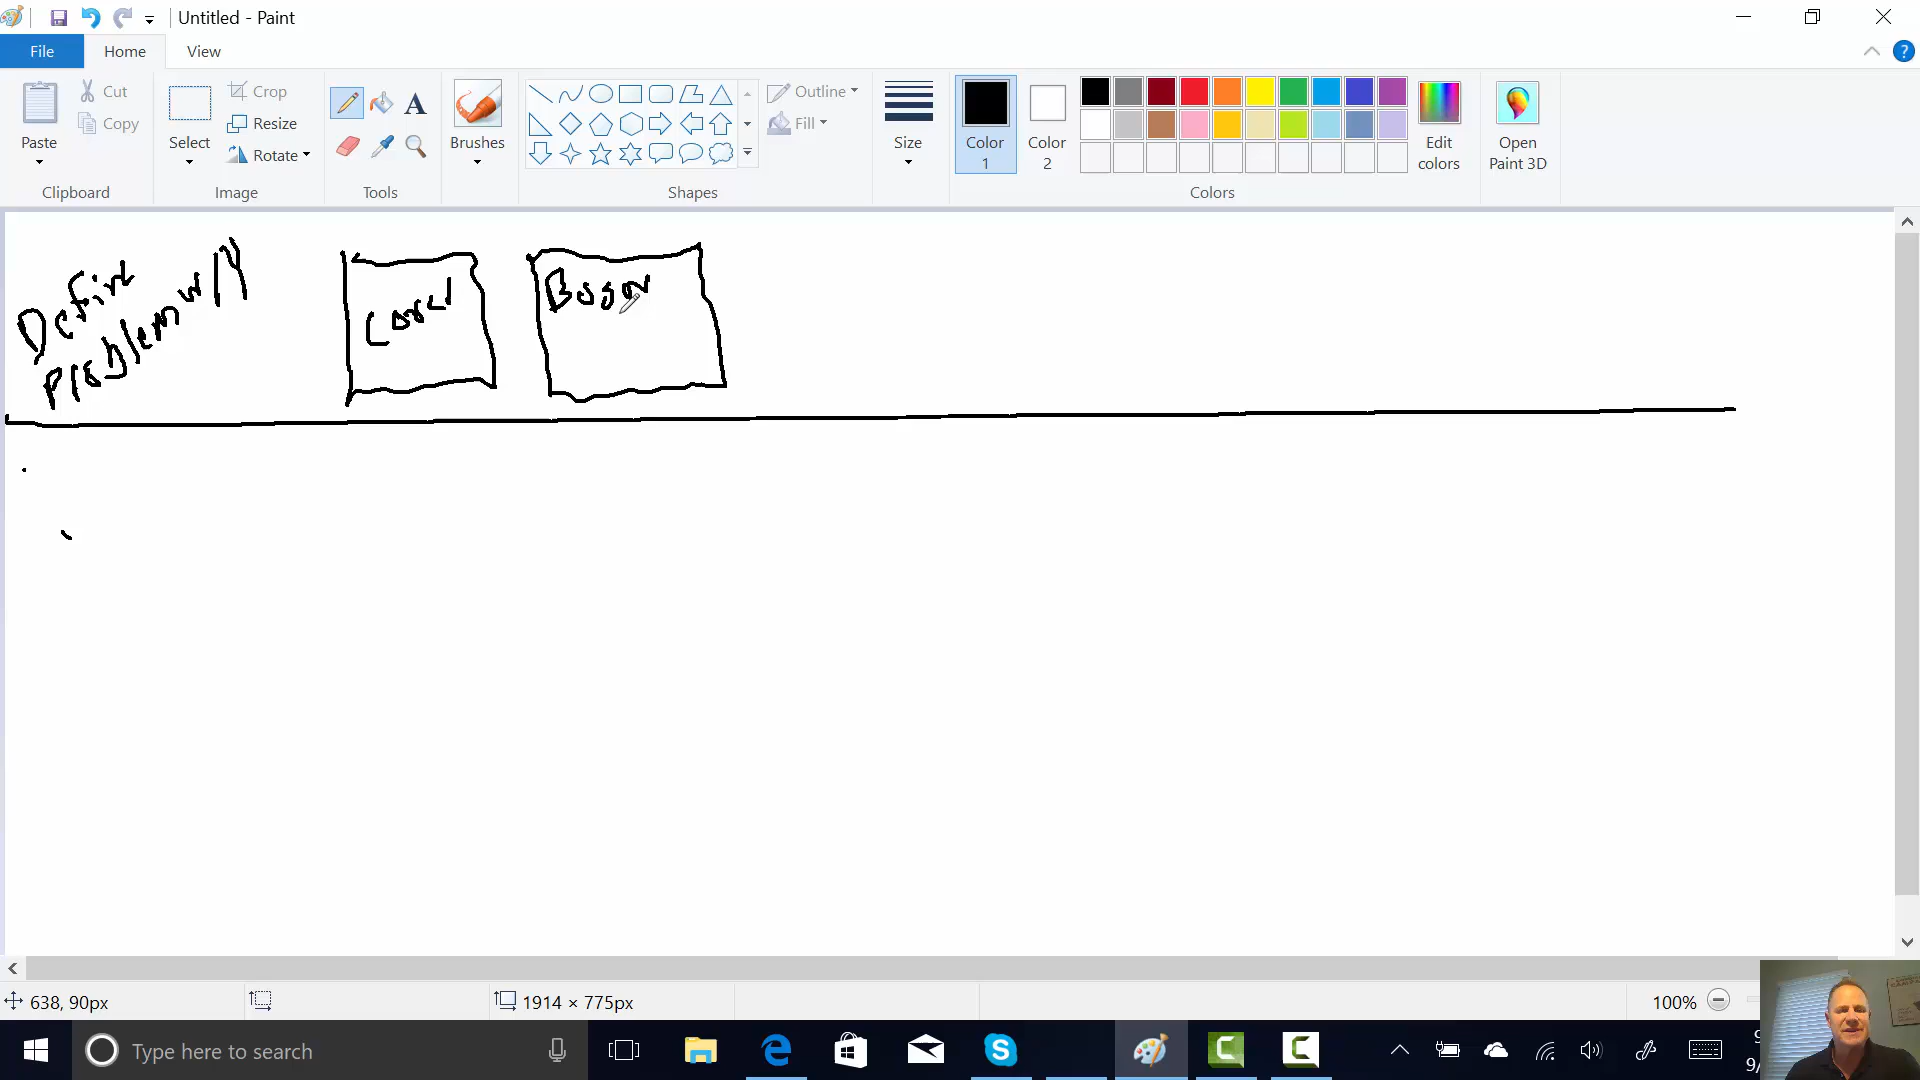 Untitled - Paint
File
Home
View
Paste
Cut
Copy
Clipboard
Select
Crop
Resize
Rotate
Image
Tools
Brushes
Shapes
Outline
Fill
Size
Color
1
Color
2
Colors
Edit
colors
Open
Paint 3D
Define
Problem w/
638, 90px
1914 × 775px
100%
Type here to search